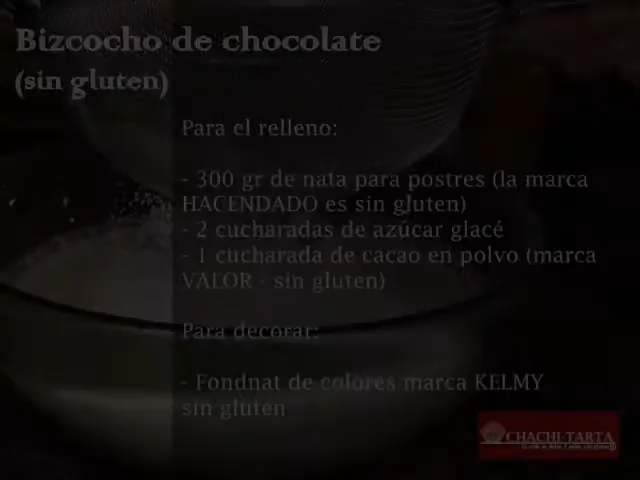 Bizcocho de chocolate
(sin gluten)
Para el relleno:
- 300 gr de nata para postres (la marca
HACENDADO es sin gluten)
- 2 cucharadas de azúcar glacé
- 1 cucharada de cacao en polvo (marca
VALOR - sin gluten)
Para decorar:
- Fondnat de colores marca KELMY
sin gluten
CHACHI-TARTA